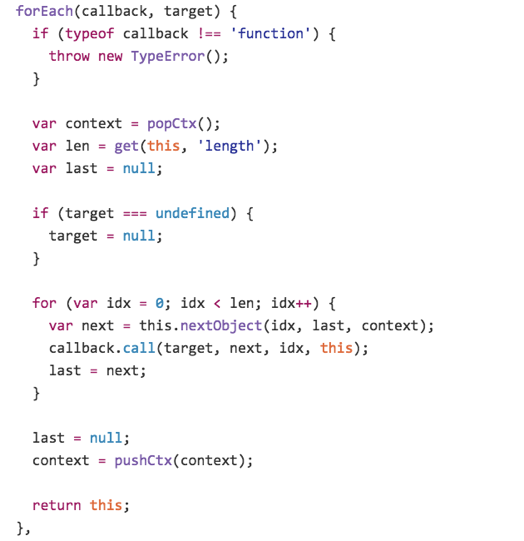 forEach(callback, target) {
if (typeof callback !== 'function') {
throw new TypeError();
}
var context = popCtx();
var len = get(this, 'length');
var last = null;
if (target === undefined) {
target = null;
}
for (var idx = 0; idx < len; idx++) {
var next = this.nextObject(idx, last, context);
callback.call(target, next, idx, this);
last = next;
}
last = null;
context = pushCtx(context);
return this;
},